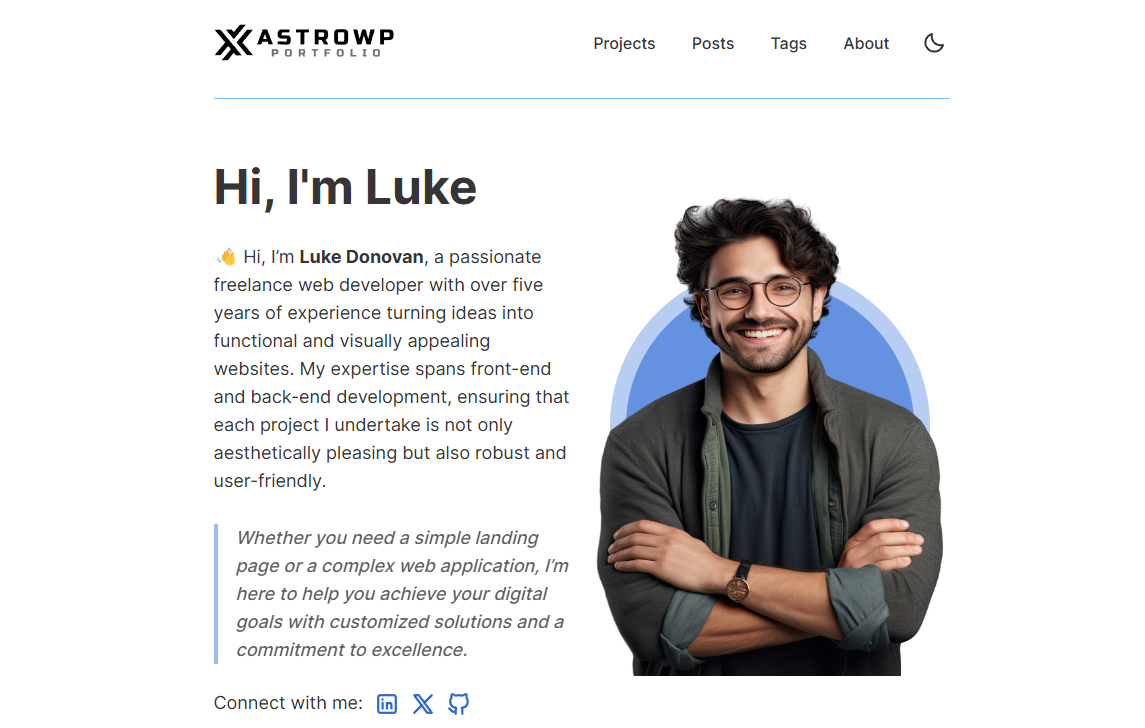 ASTROWP
PORTFOLIO
Projects Posts Tags About
Hi, I'm Luke
👋 Hi, I’m Luke Donovan, a passionate
freelance web developer with over five
years of experience turning ideas into
functional and visually appealing
websites. My expertise spans front-end
and back-end development, ensuring that
each project I undertake is not only
aesthetically pleasing but also robust and
user-friendly.
Whether you need a simple landing
page or a complex web application, I’m
here to help you achieve your digital
goals with customized solutions and a
commitment to excellence.
Connect with me: